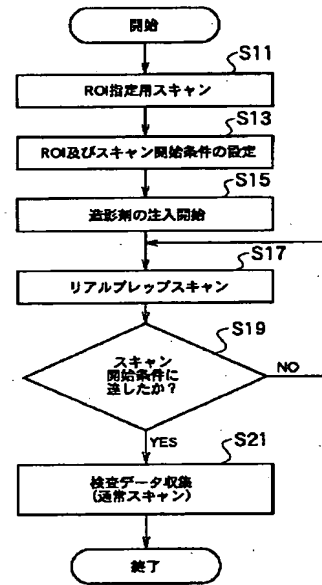 開始
S11
ROI指定用スキャン
S13
ROI及びスキャン開始条件の設定
S15
造影剤の注入開始
S17
リアルプレップスキャン
S19
スキャン
開始条件に
達したか？
NO
YES
S21
検査データ収集
(通常スキャン)
終了